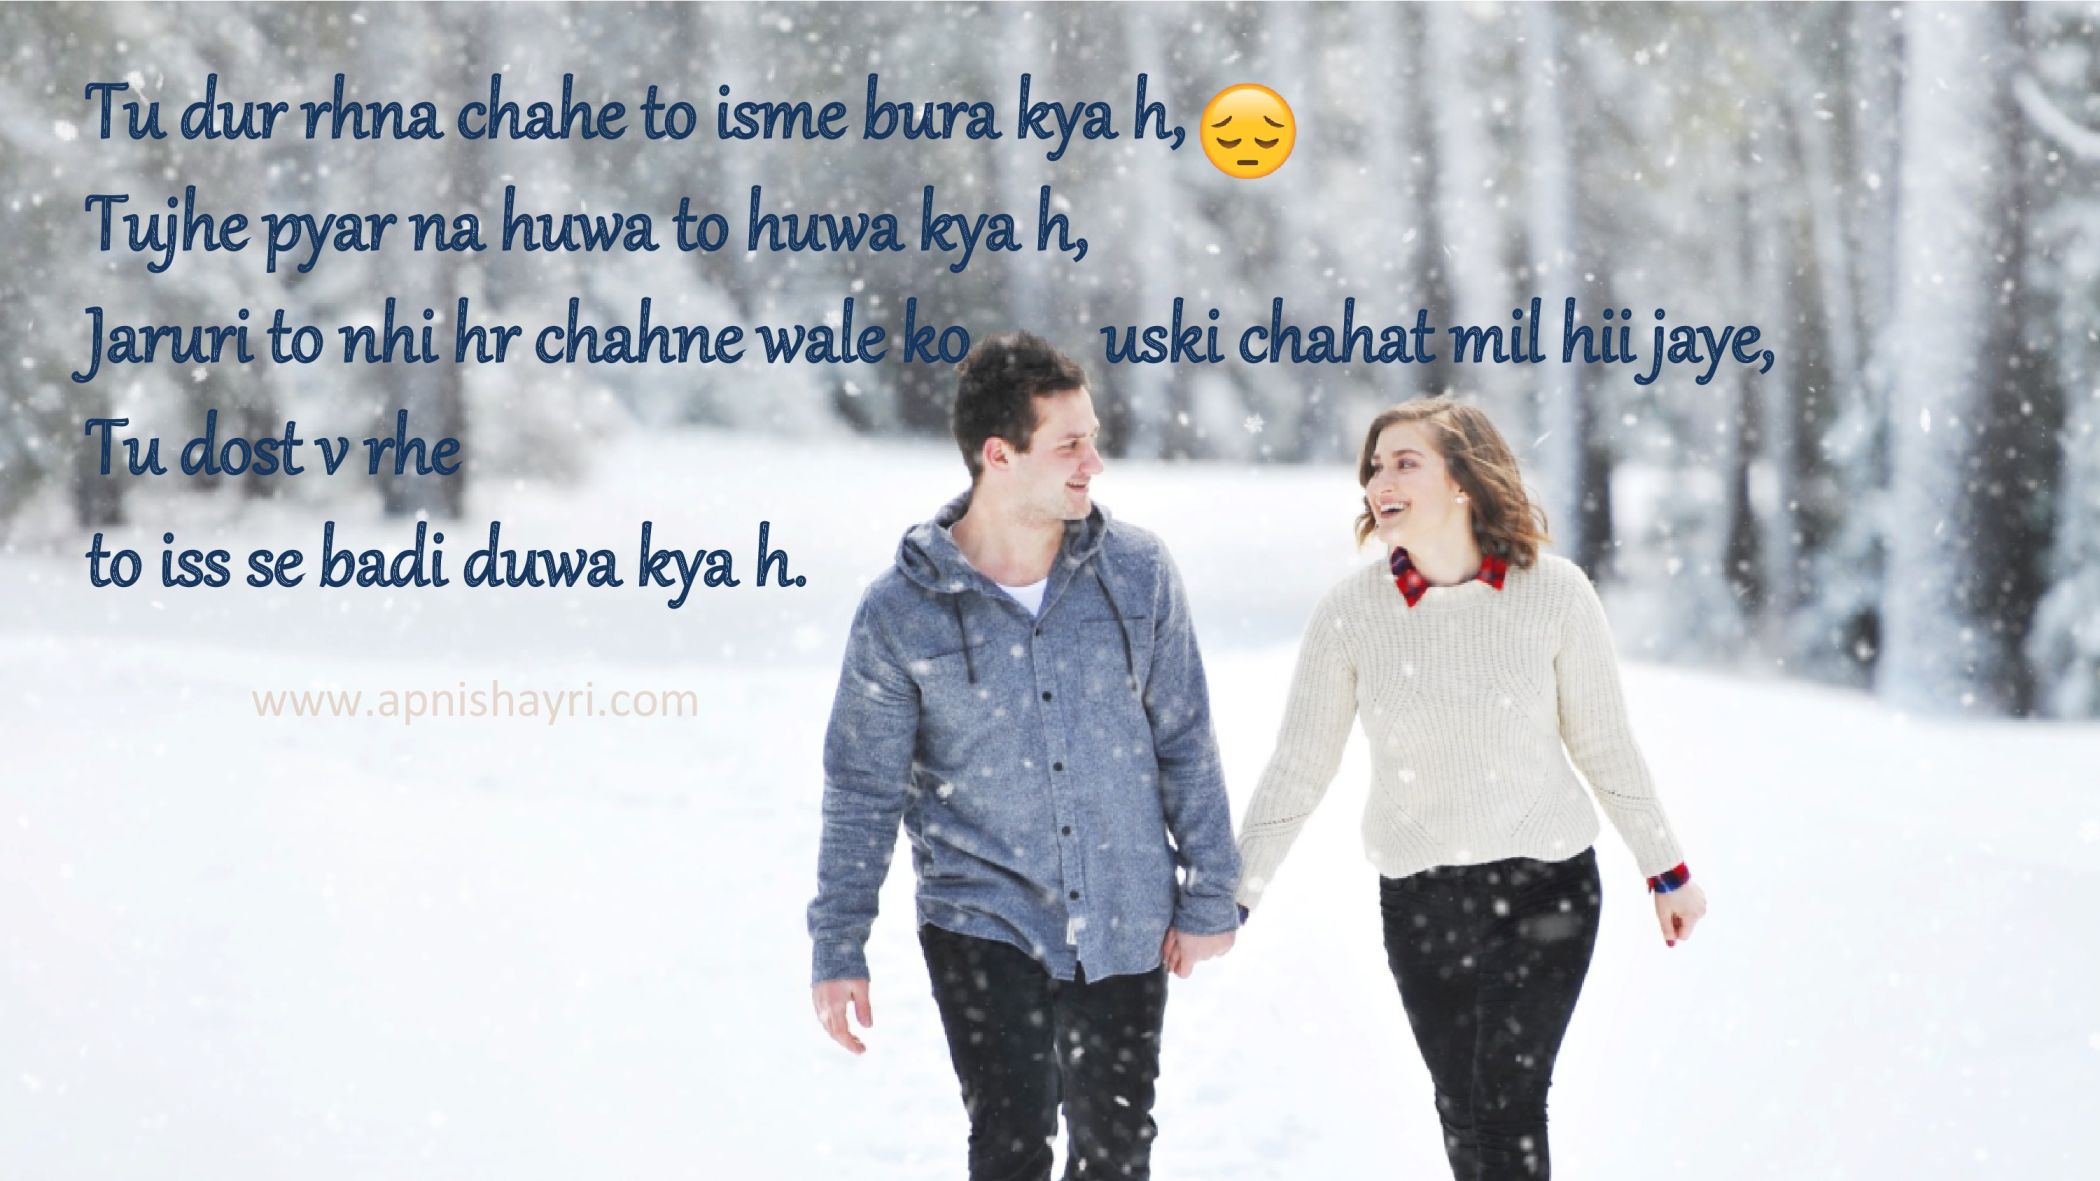 Tu dur rhna chahe to isme bura kya h,😔
Tujhe pyar na huwa to huwa kya h,
Jaruri to nhi hr chahne wale ko uski chahat mil hii jaye,
Tu dost v rhe
to iss se badi duwa kya h.
www.apnishayri.com